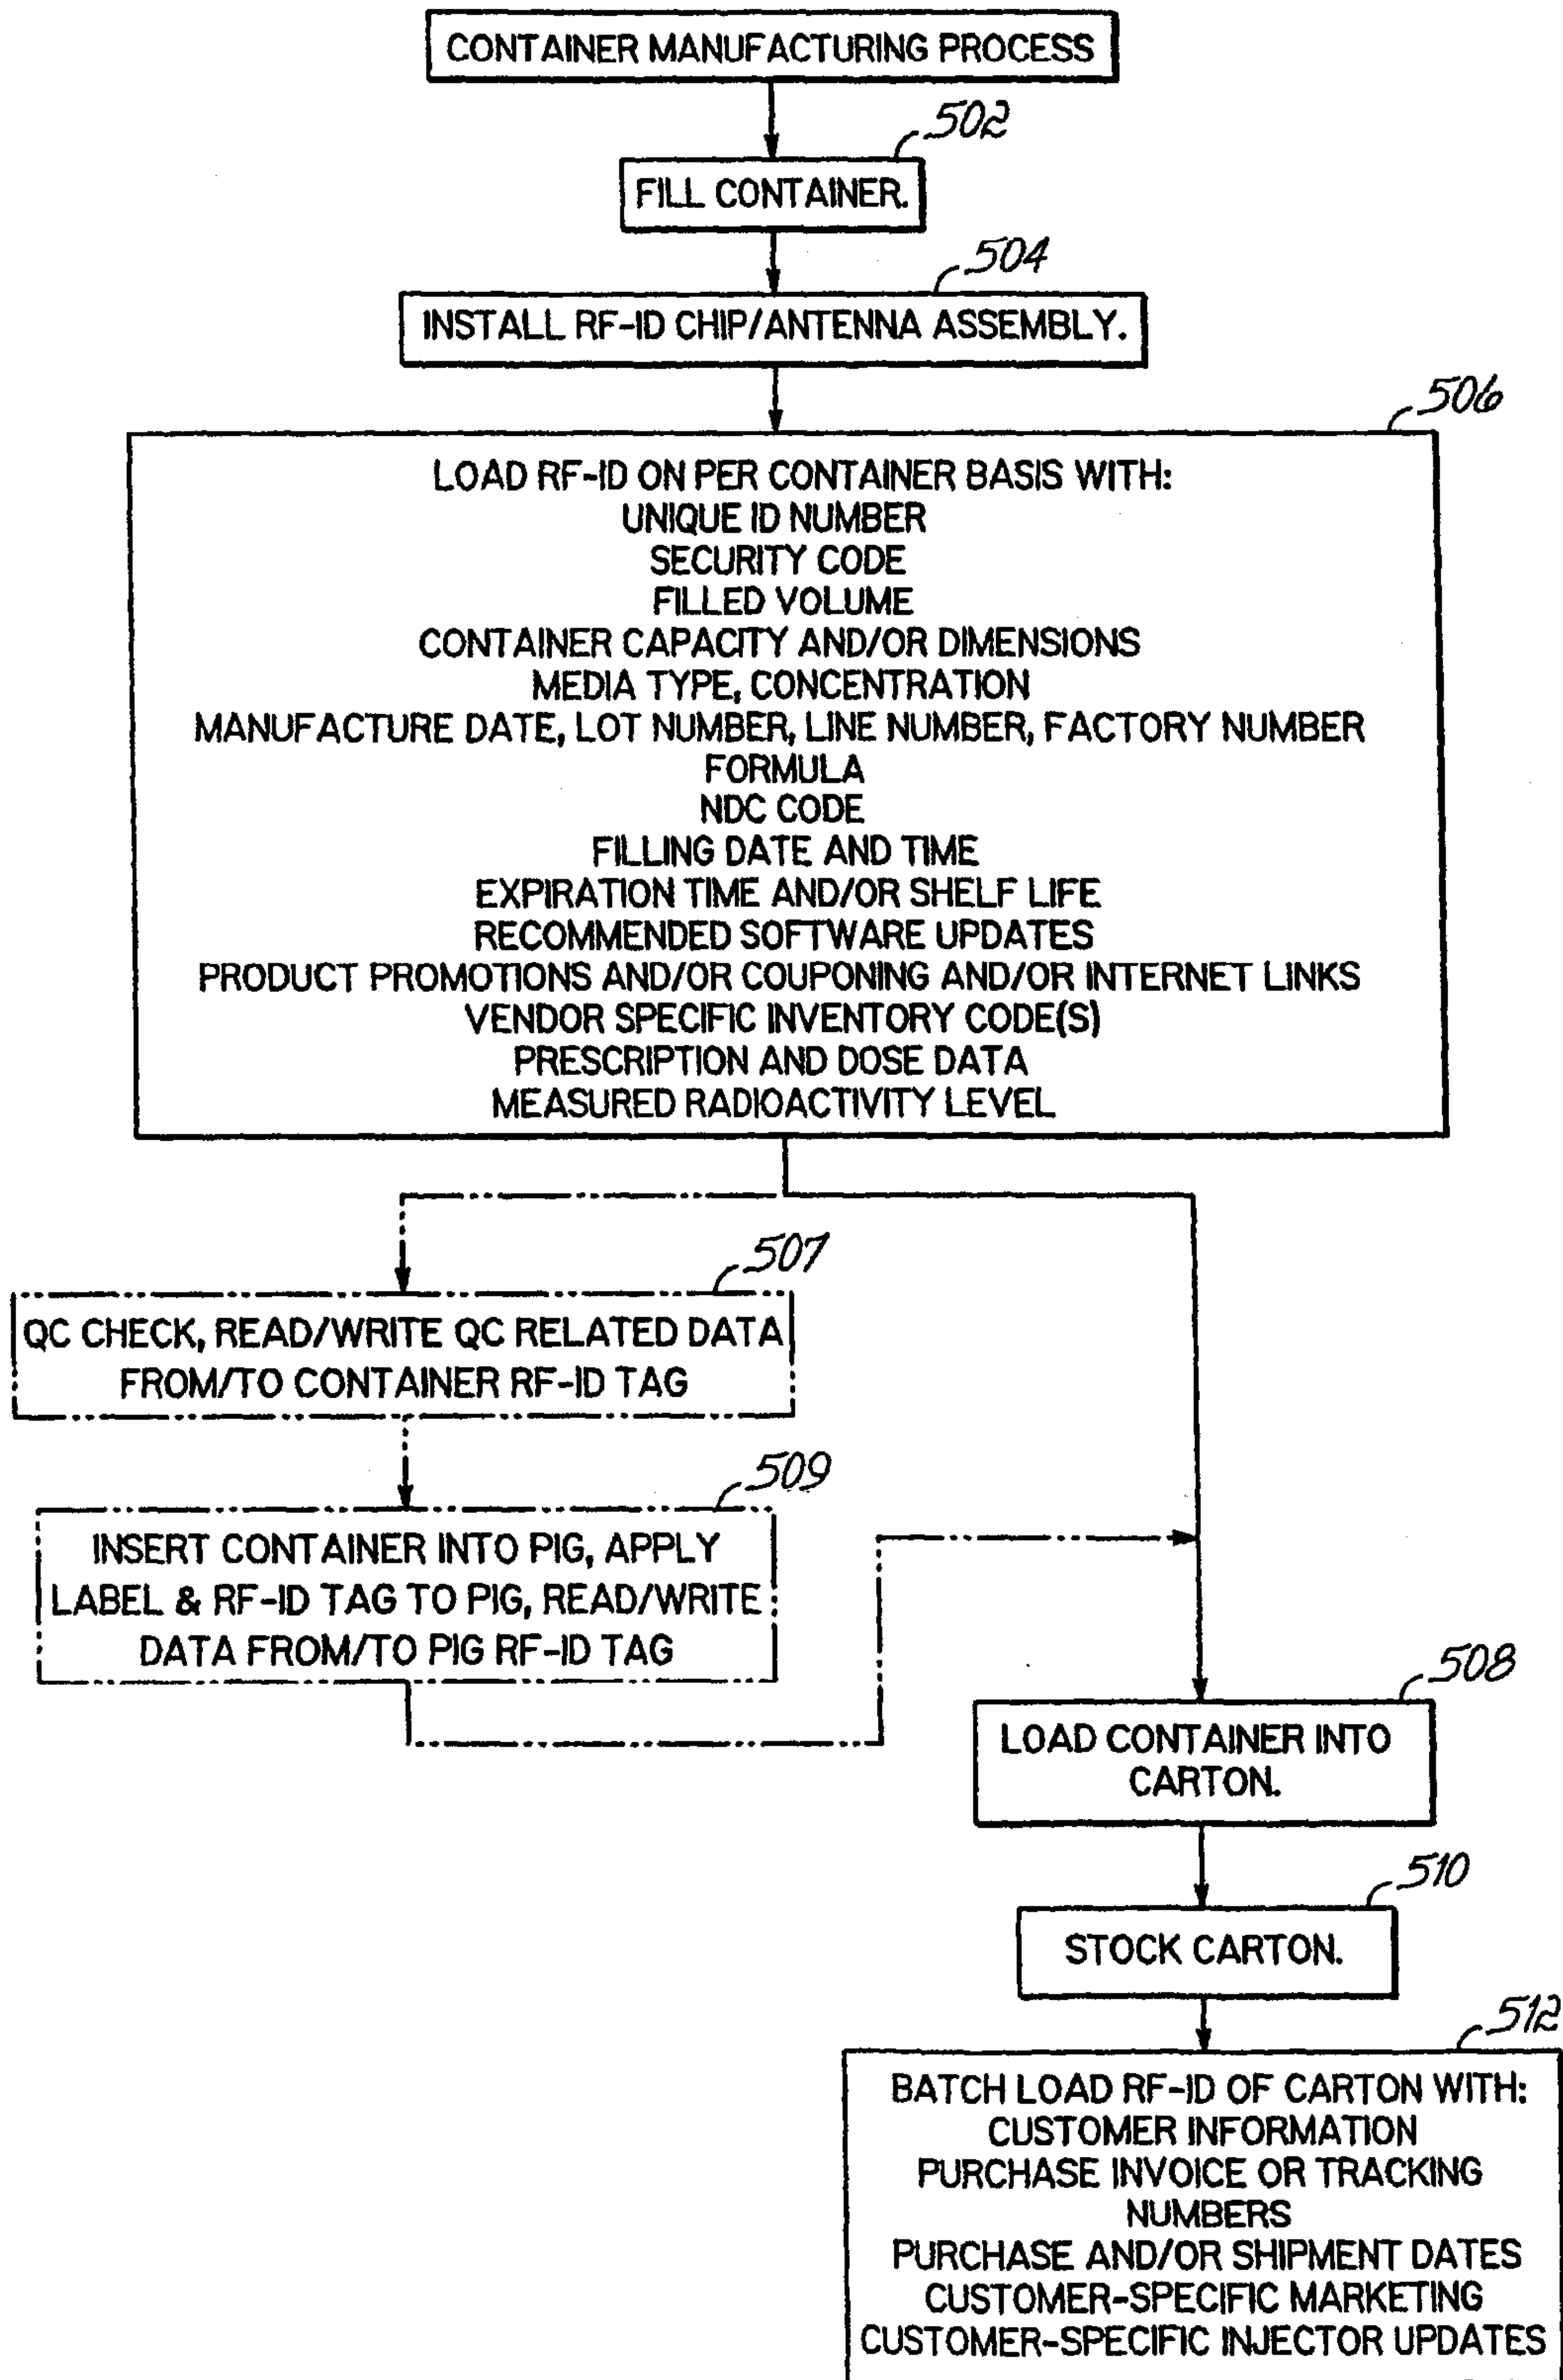 CONTAINER MANUFACTURING PROCESS
502
FILL CONTAINER.
504
INSTALL RF-ID CHIP/ANTENNA ASSEMBLY.
506
LOAD RF-ID ON PER CONTAINER BASIS WITH:
UNIQUE ID NUMBER
SECURITY CODE
FILLED VOLUME
CONTAINER CAPACITY AND/OR DIMENSIONS
MEDIA TYPE, CONCENTRATION
MANUFACTURE DATE, LOT NUMBER, LINE NUMBER, FACTORY NUMBER
FORMULA
NDC CODE
FILLING DATE AND TIME
EXPIRATION TIME AND/OR SHELF LIFE
RECOMMENDED SOFTWARE UPDATES
PRODUCT PROMOTIONS AND/OR COUPONING AND/OR INTERNET LINKS
VENDOR SPECIFIC INVENTORY CODE(S)
PRESCRIPTION AND DOSE DATA
MEASURED RADIOACTIVITY LEVEL
507
QC CHECK, READ/WRITE QC RELATED DATA
FROM/TO CONTAINER RF-ID TAG
509
INSERT CONTAINER INTO PIG, APPLY
LABEL & RF-ID TAG TO PIG, READ/WRITE
DATA FROM/TO PIG RF-ID TAG
508
LOAD CONTAINER INTO
CARTON.
510
STOCK CARTON.
512
BATCH LOAD RF-ID OF CARTON WITH:
CUSTOMER INFORMATION
PURCHASE INVOICE OR TRACKING
NUMBERS
PURCHASE AND/OR SHIPMENT DATES
CUSTOMER-SPECIFIC MARKETING
CUSTOMER-SPECIFIC INJECTOR UPDATES